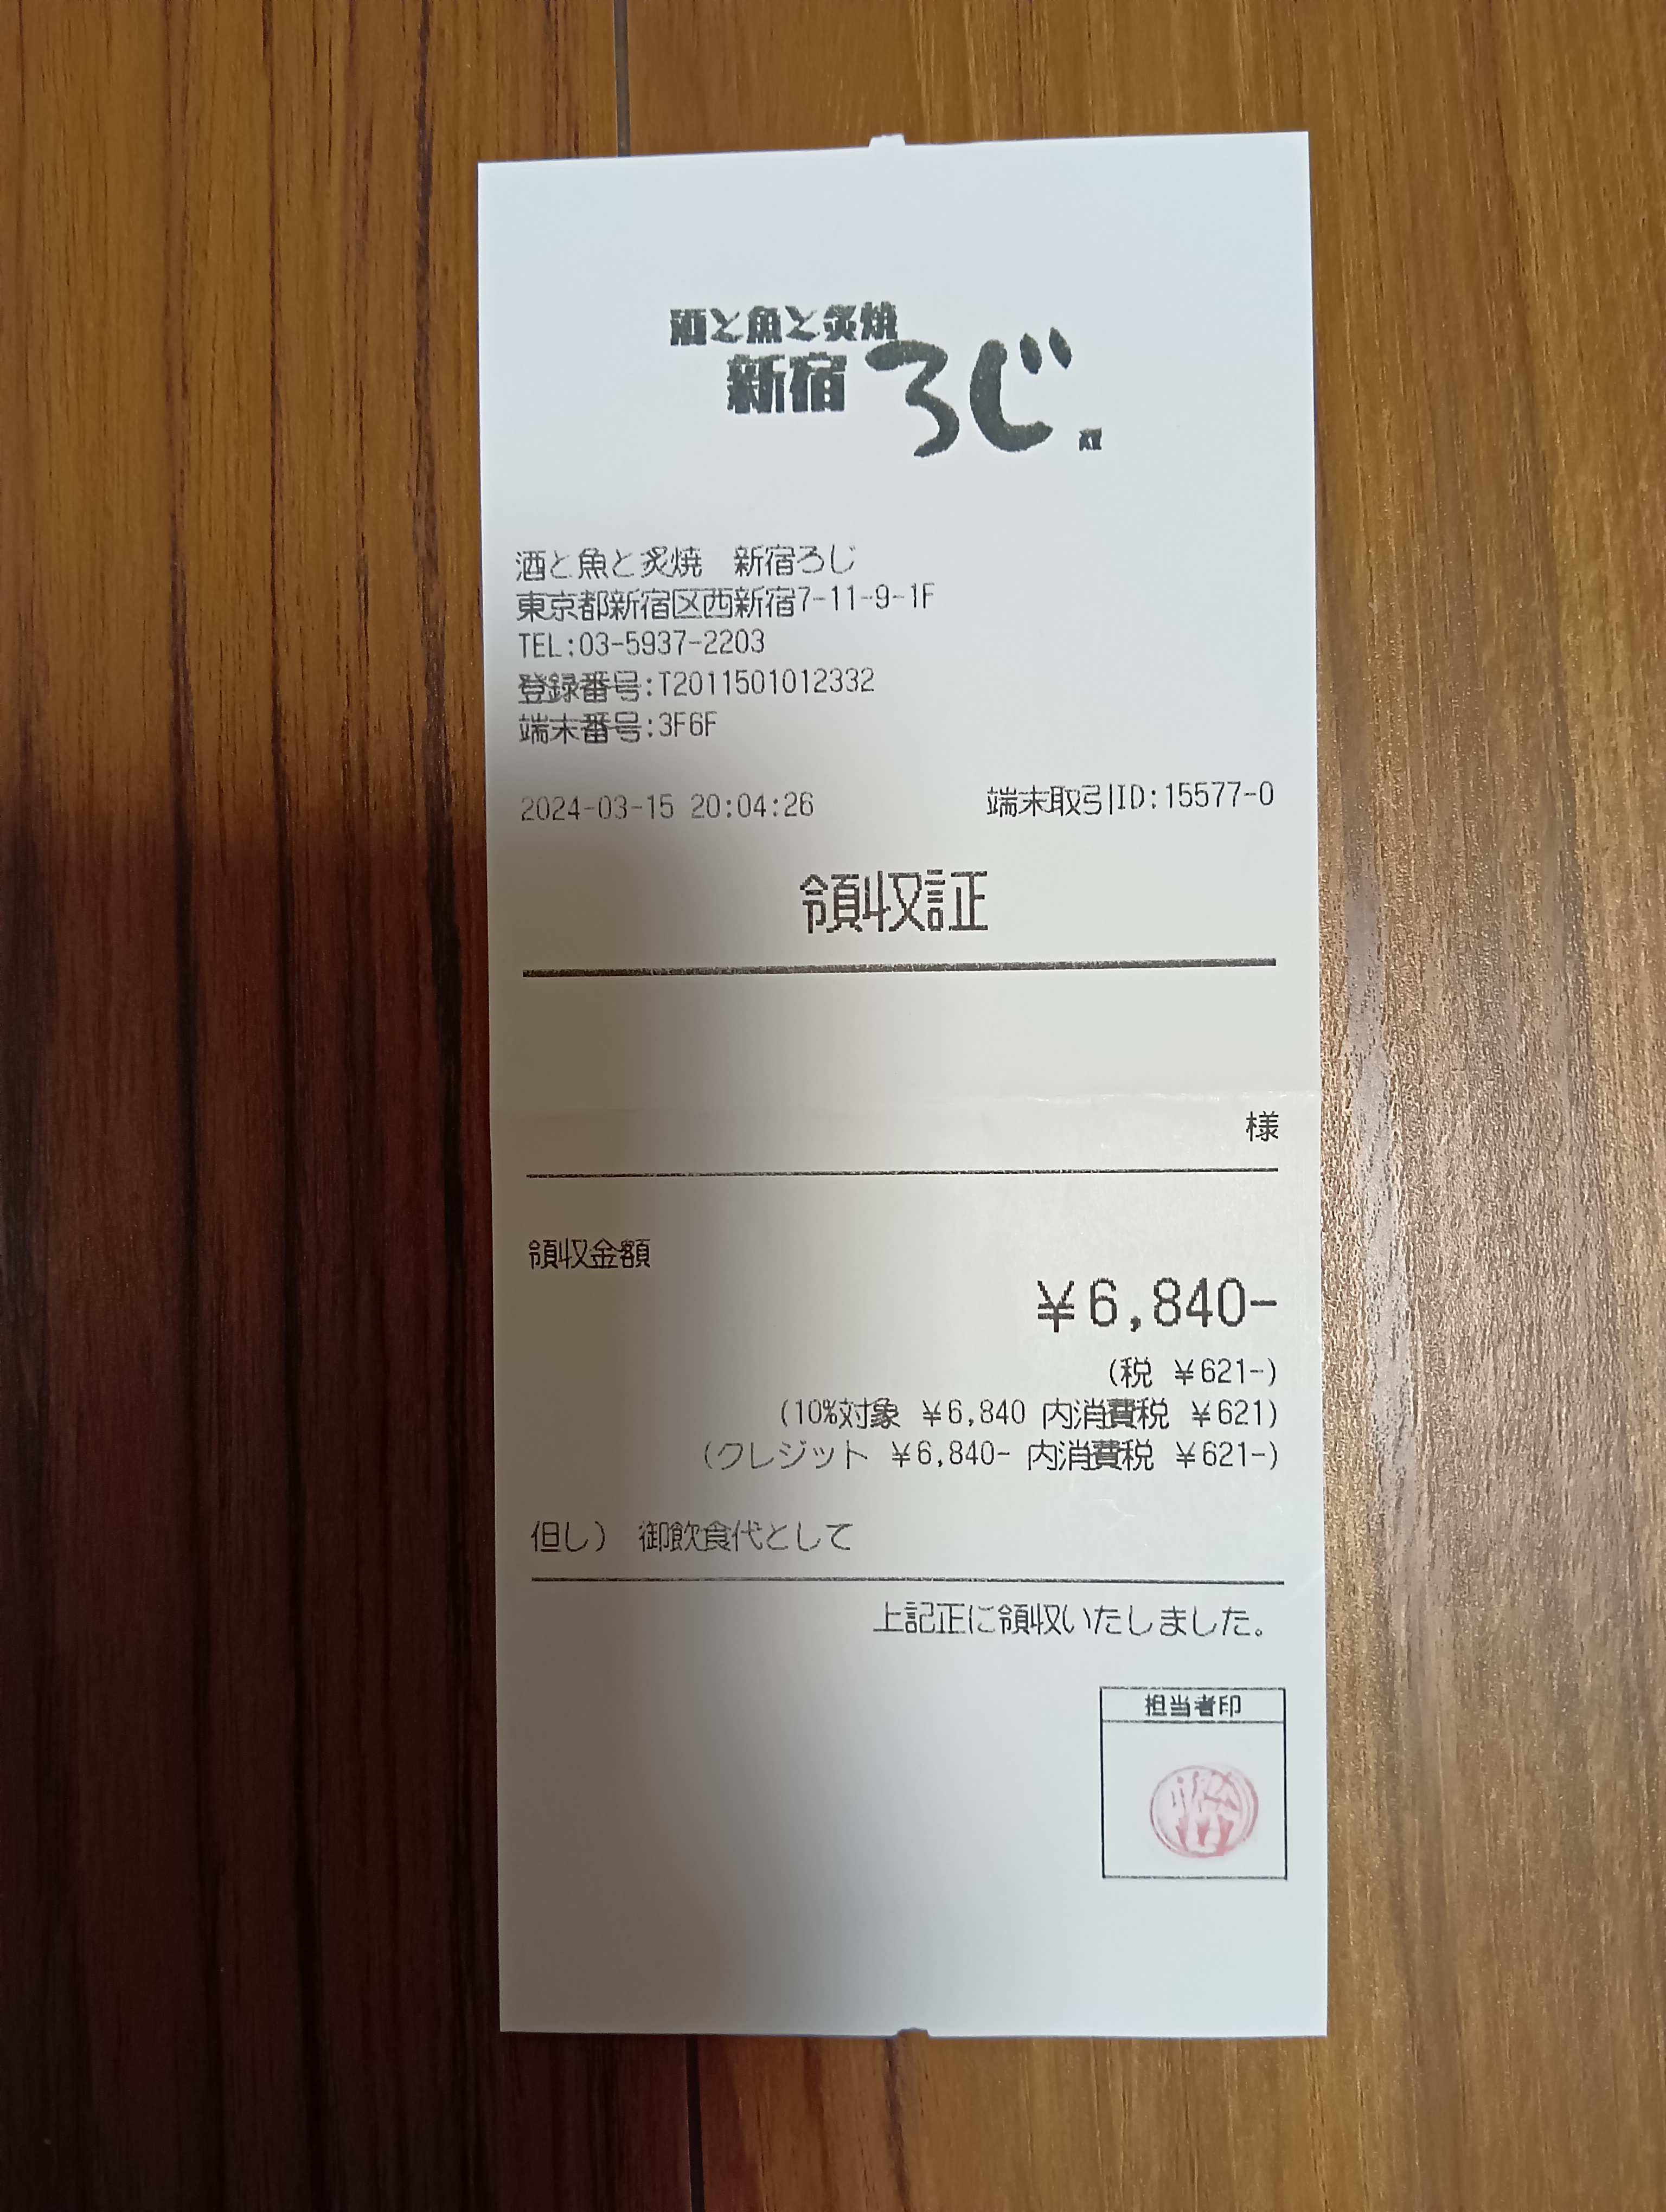 酒と魚と炙焼
新宿ろじ
酒と魚と炙焼　新宿ろじ
東京都新宿区西新宿7-11-9-1F
TEL:03-5937-2203
登録番号:T2011501012332
端末番号:3F6F
2024-03-15 20:04:26　端末取引ID:15577-0
領収証
様
領収金額
¥6,840-
(税 ¥621-)
(10%対象 ¥6,840 内消費税 ¥621)
(クレジット ¥6,840- 内消費税 ¥621-)
但し） 御飲食代として
上記正に領収いたしました。
担当者印